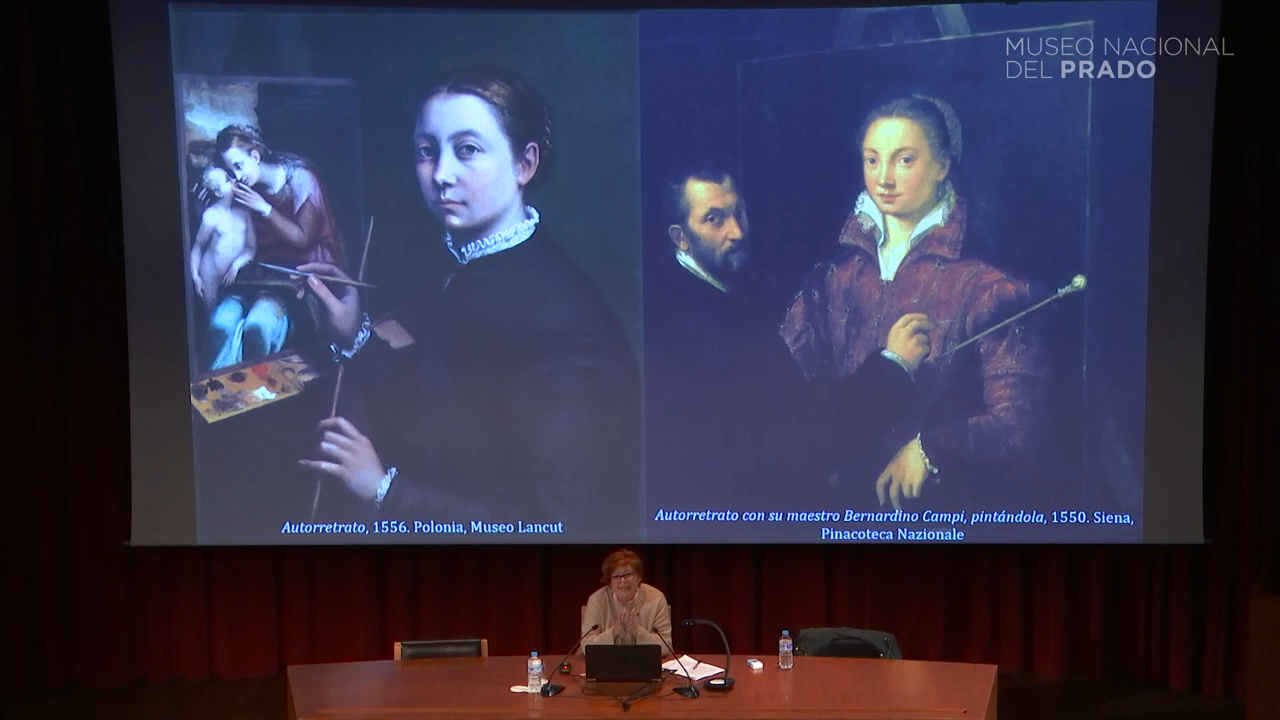 MUSEO NACIONAL
DEL PRADO
Autorretrato, 1556. Polonia, Museo Lancut
Autorretrato con su maestro Bernardino Campi, pintándola, 1550. Siena,
Pinacoteca Nazionale